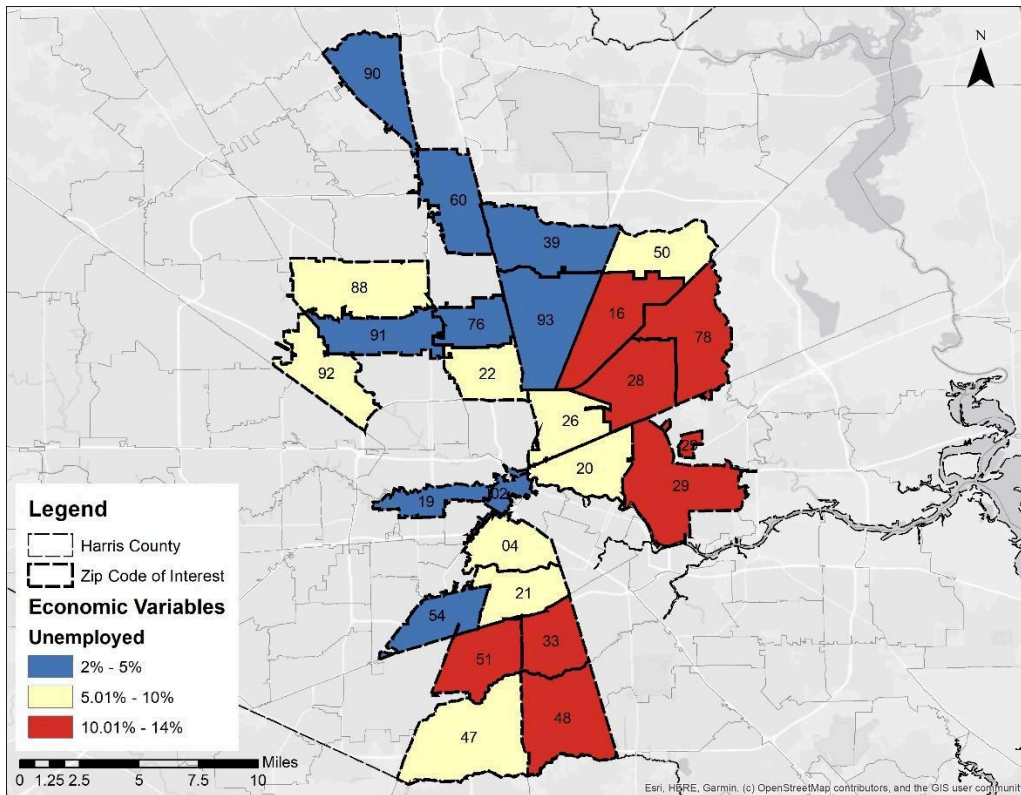 N
90
60
39
50
88
16
93
78
91
76
92
22
28
26
29
20
29
19
02
04
21
54
33
51
48
47
Legend
Harris County
Zip Code of Interest
Economic Variables
Unemployed
2% - 5%
5.01% - 10%
10.01% - 14%
Miles
0 1.25 2.5 5 7.5 10
Esri, HERE, Garmin, (c) OpenStreetMap contributors, and the GIS user communit